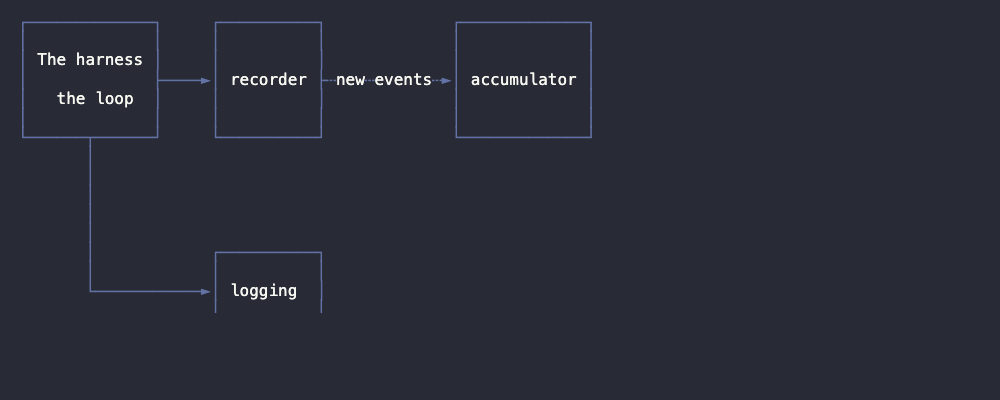 The harness
the loop
recorder
new events
accumulator
logging